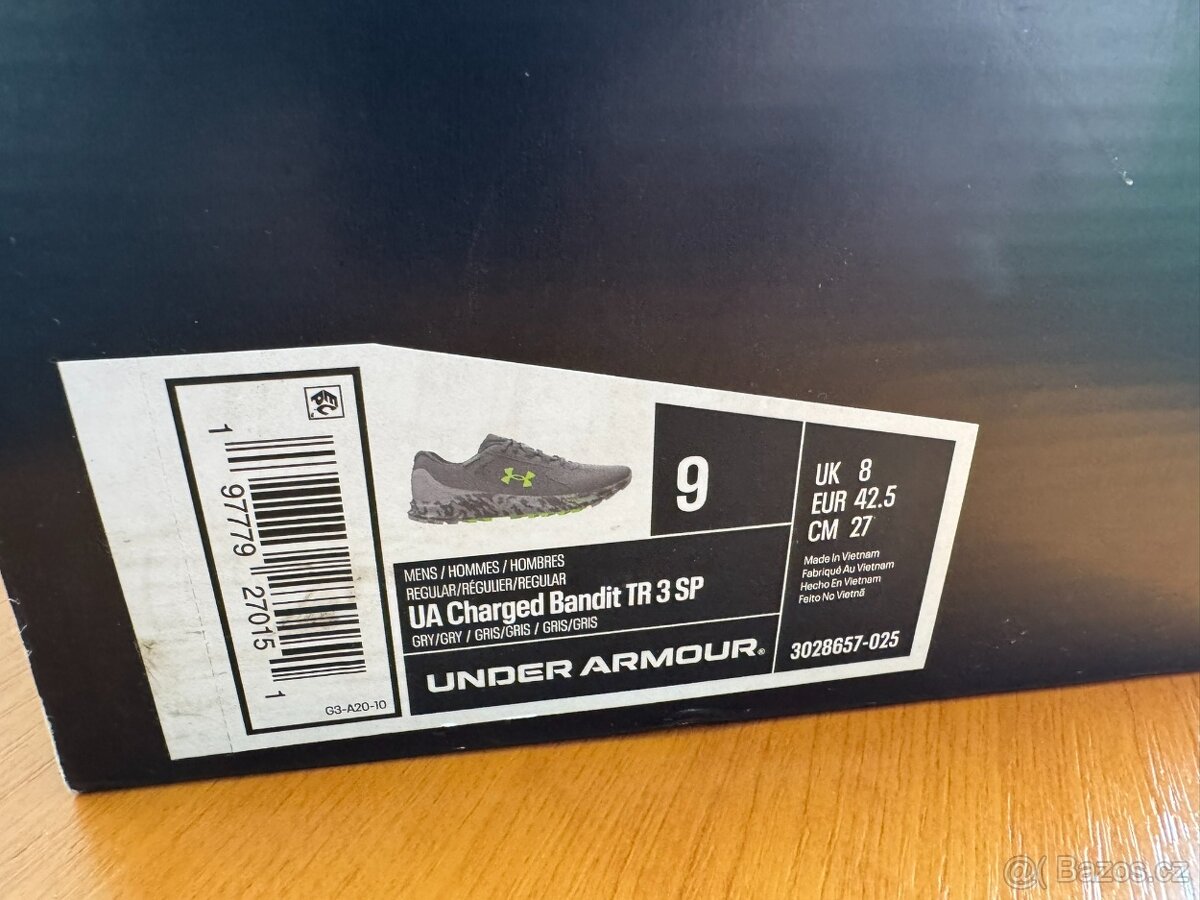 1 97779 27015 1
G3-A20-10
9
UK 8
EUR 42.5
CM 27
Made In Vietnam
Fabriqué Au Vietnam
Hecho En Vietnam
Feito No Vietnã
3028657-025
MENS / HOMMES / HOMBRES
REGULAR/RÉGULIER/REGULAR
UA Charged Bandit TR 3 SP
GRY/GRY / GRIS/GRIS / GRIS/GRIS
UNDER ARMOUR®
@( Bazos.cz